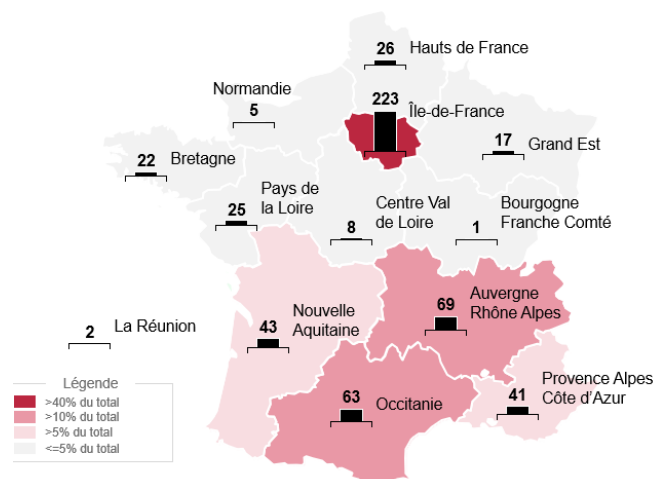 26
Hauts de France
Normandie
5
223
Île-de-France
17
Grand Est
22
Bretagne
Pays de
la Loire
25
Centre Val
de Loire
8
Bourgogne
Franche Comté
1
Auvergne
Rhône Alpes
69
Nouvelle
Aquitaine
43
La Réunion
2
Provence Alpes
Côte d'Azur
41
Occitanie
63
Légende
>40% du total
>10% du total
>5% du total
<=5% du total